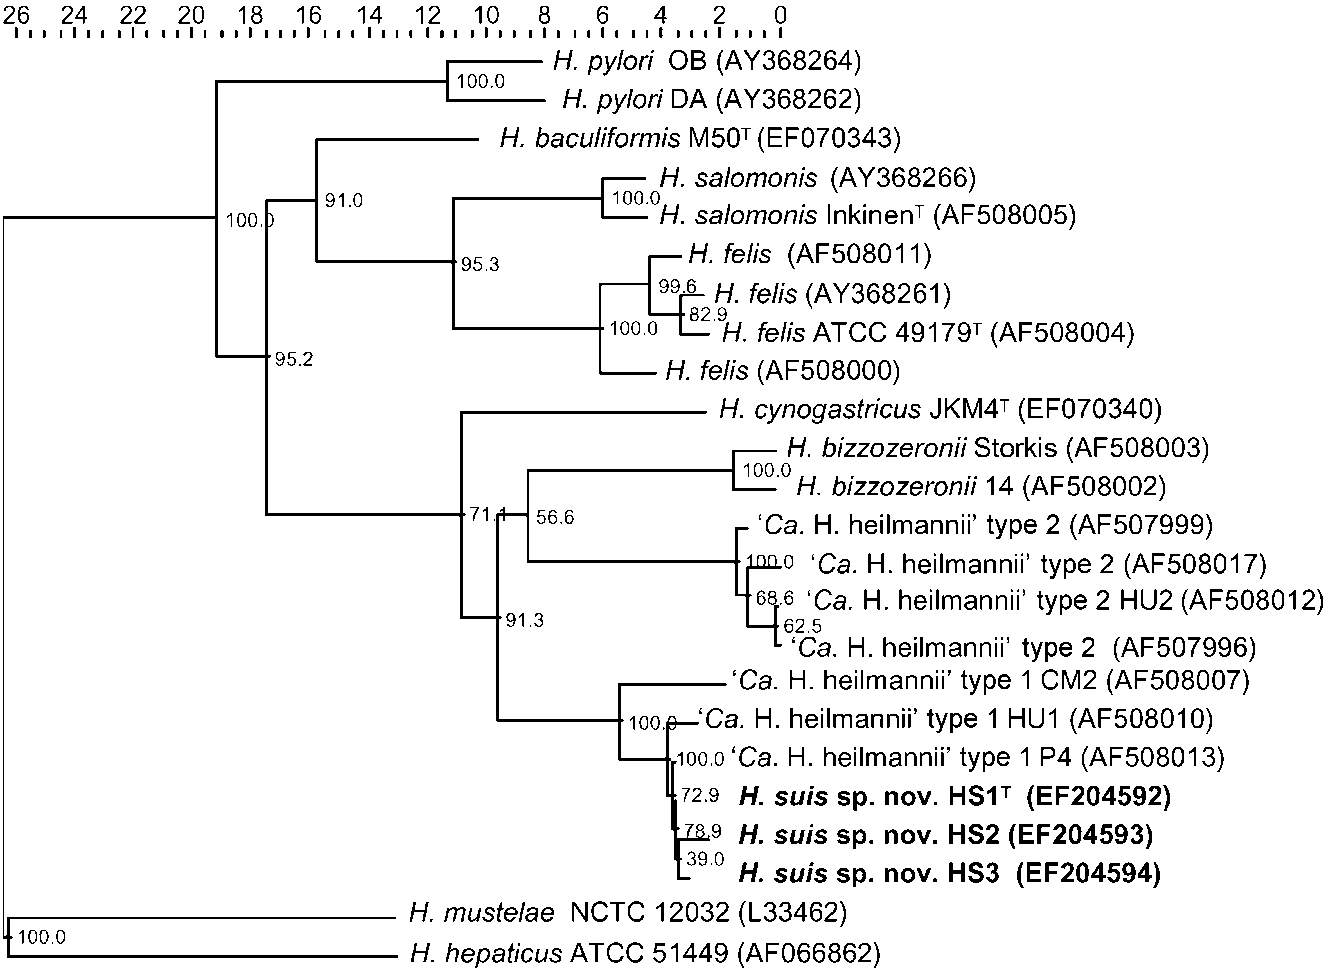 26 24 22 20 18 16 14 12 10 8 6 4 2 0
H. pylori OB (AY368264)
100.0
H. pylori DA (AY368262)
H. baculiformis M50ᵀ (EF070343)
H. salomonis (AY368266)
91.0
100.0
H. salomonis Inkinenᵀ (AF508005)
100.0
H. felis (AF508011)
95.3
99.6
H. felis (AY368261)
82.9
100.0
H. felis ATCC 49179ᵀ (AF508004)
95.2
H. felis (AF508000)
H. cynogastricus JKM4ᵀ (EF070340)
H. bizzozeronii Storkis (AF508003)
100.0
H. bizzozeronii 14 (AF508002)
71.1
56.6
‘Ca. H. heilmannii’ type 2 (AF507999)
100.0
‘Ca. H. heilmannii’ type 2 (AF508017)
68.6
‘Ca. H. heilmannii’ type 2 HU2 (AF508012)
91.3
62.5
‘Ca. H. heilmannii’ type 2 (AF507996)
‘Ca. H. heilmannii’ type 1 CM2 (AF508007)
100.0
‘Ca. H. heilmannii’ type 1 HU1 (AF508010)
100.0
‘Ca. H. heilmannii’ type 1 P4 (AF508013)
72.9
H. suis sp. nov. HS1ᵀ (EF204592)
78.9
H. suis sp. nov. HS2 (EF204593)
39.0
H. suis sp. nov. HS3 (EF204594)
H. mustelae NCTC 12032 (L33462)
100.0
H. hepaticus ATCC 51449 (AF066862)